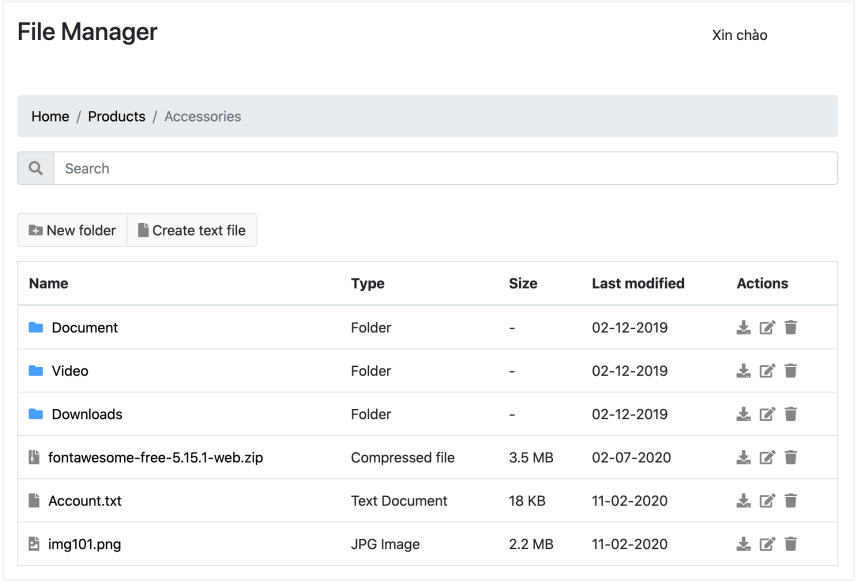 File Manager
Xin chào
Home / Products / Accessories
Search
New folder Create text file
Name Type Size Last modified Actions
Document Folder - 02-12-2019
Video Folder - 02-12-2019
Downloads Folder - 02-12-2019
fontawesome-free-5.15.1-web.zip Compressed file 3.5 MB 02-07-2020
Account.txt Text Document 18 KB 11-02-2020
img101.png JPG Image 2.2 MB 11-02-2020